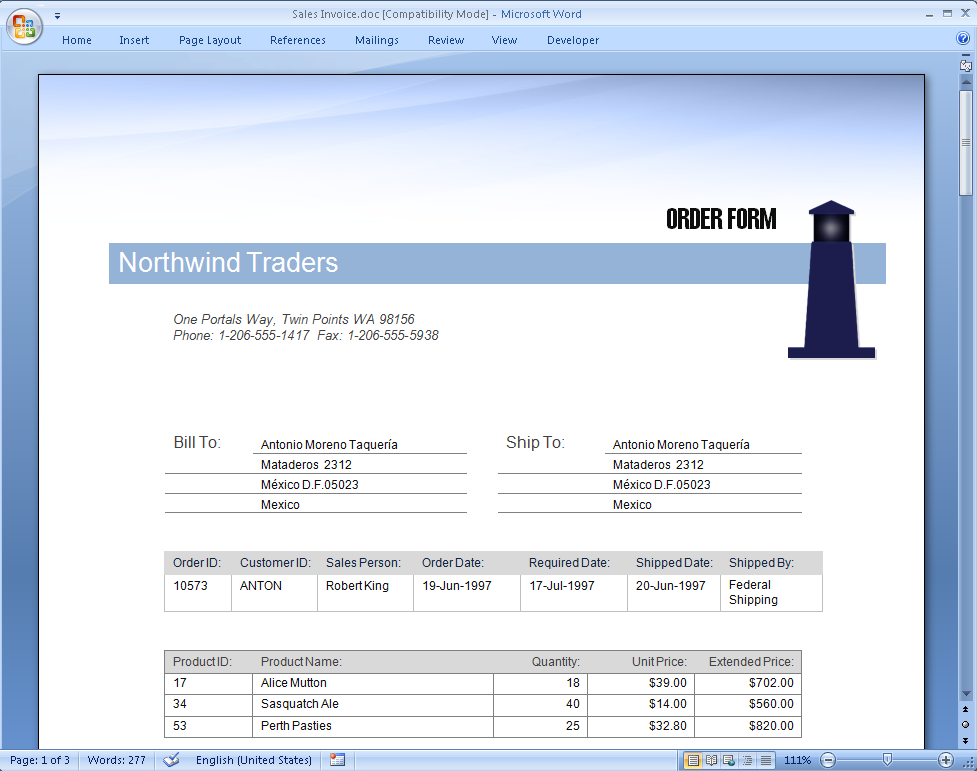 Sales Invoice.doc [Compatibility Mode] - Microsoft Word
Home Insert Page Layout References Mailings Review View Developer
ORDER FORM
Northwind Traders
One Portals Way, Twin Points WA 98156
Phone: 1-206-555-1417 Fax: 1-206-555-5938
Bill To: Antonio Moreno Taquería Ship To: Antonio Moreno Taquería
Mataderos 2312 Mataderos 2312
México D.F.05023 México D.F.05023
Mexico Mexico
Order ID: Customer ID: Sales Person: Order Date: Required Date: Shipped Date: Shipped By:
10573 ANTON Robert King 19-Jun-1997 17-Jul-1997 20-Jun-1997 Federal
Shipping
Product ID: Product Name: Quantity: Unit Price: Extended Price:
17 Alice Mutton 18 $39.00 $702.00
34 Sasquatch Ale 40 $14.00 $560.00
53 Perth Pasties 25 $32.80 $820.00
Page: 1 of 3 Words: 277 English (United States) 111%